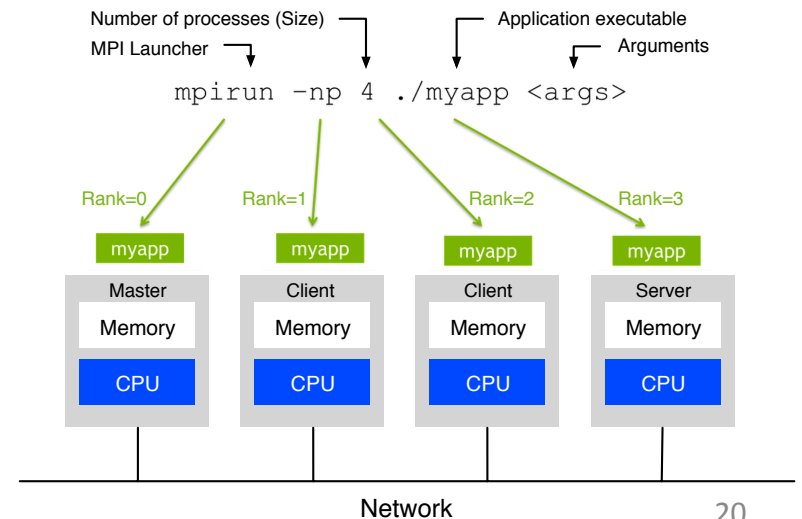 Number of processes (Size)
Application executable
MPI Launcher
Arguments
mpirun -np 4 ./myapp <args>
Rank=0
Rank=1
Rank=2
Rank=3
myapp
myapp
myapp
myapp
Master
Client
Client
Server
Memory
Memory
Memory
Memory
CPU
CPU
CPU
CPU
Network
20